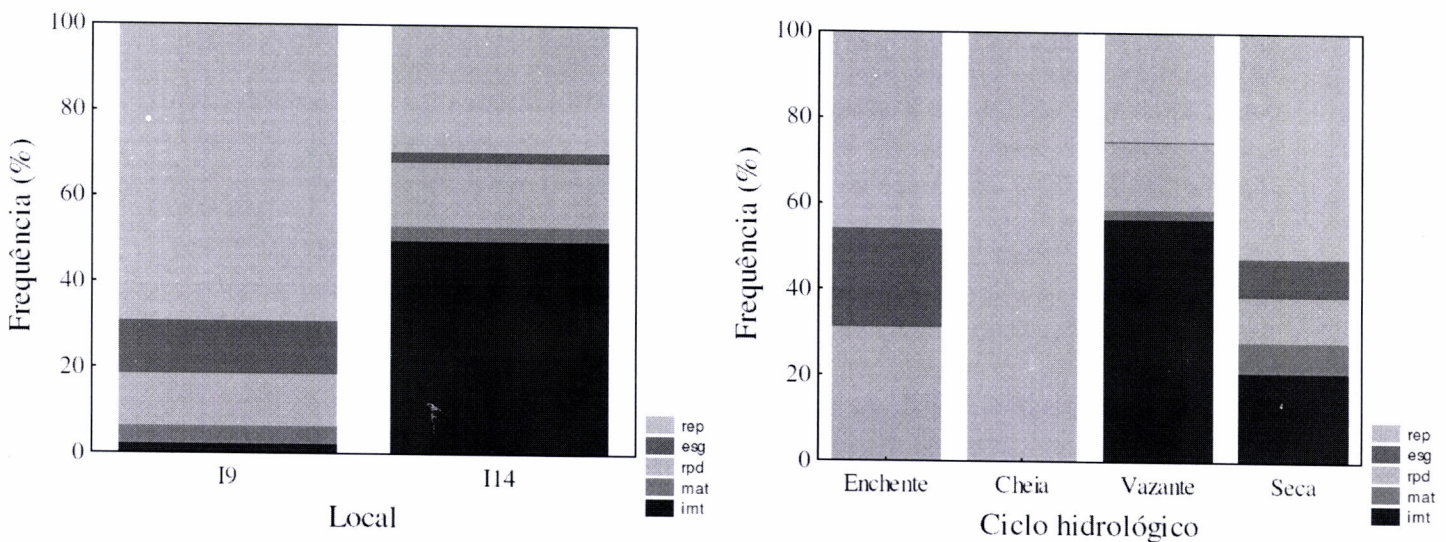 Frequência (%)
100
80
60
40
20
0
I9 I14
Local
rep
esg
rpd
mat
imt
Frequência (%)
100
80
60
40
20
0
Enchente Cheia Vazante Seca
Ciclo hidrológico
rep
esg
rpd
mat
imt